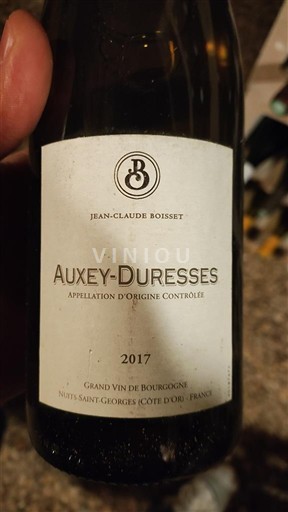 JB
JEAN-CLAUDE BOISSET
VINIOU
AUXEY-DURESSES
APPELLATION D'ORIGINE CONTRÔLÉE
2017
GRAND VIN DE BOURGOGNE
NUITS-SAINT-GEORGES (CÔTE D'OR) - FRANCE